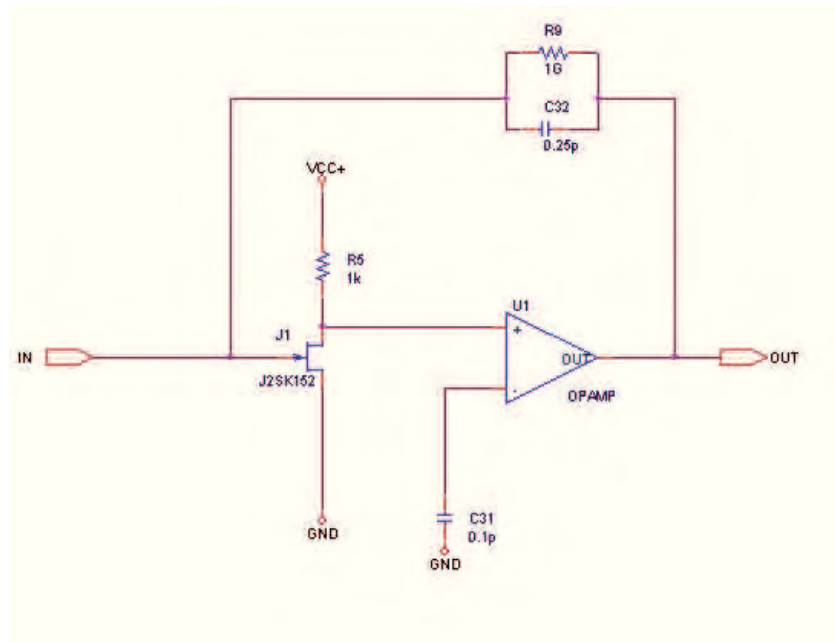 R9
1G
C32
0.25p
VCC+
R5
1k
U1
J1
+
IN
OUT
OUT
J2SK152
-
OPAMP
C31
0.1p
GND
GND